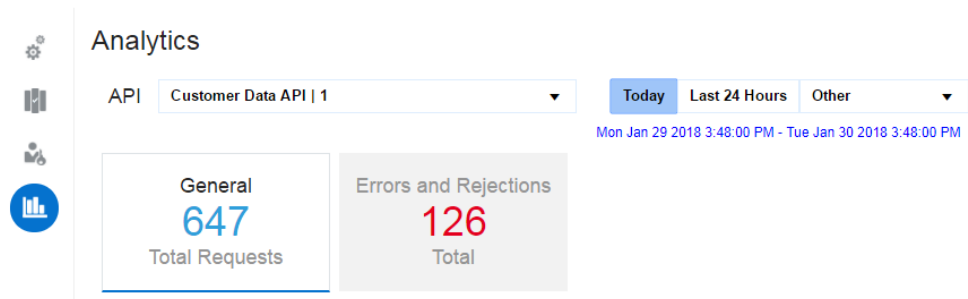 Analytics
API Customer Data API | 1 Today Last 24 Hours Other
Mon Jan 29 2018 3:48:00 PM - Tue Jan 30 2018 3:48:00 PM
General
647
Total Requests
Errors and Rejections
126
Total